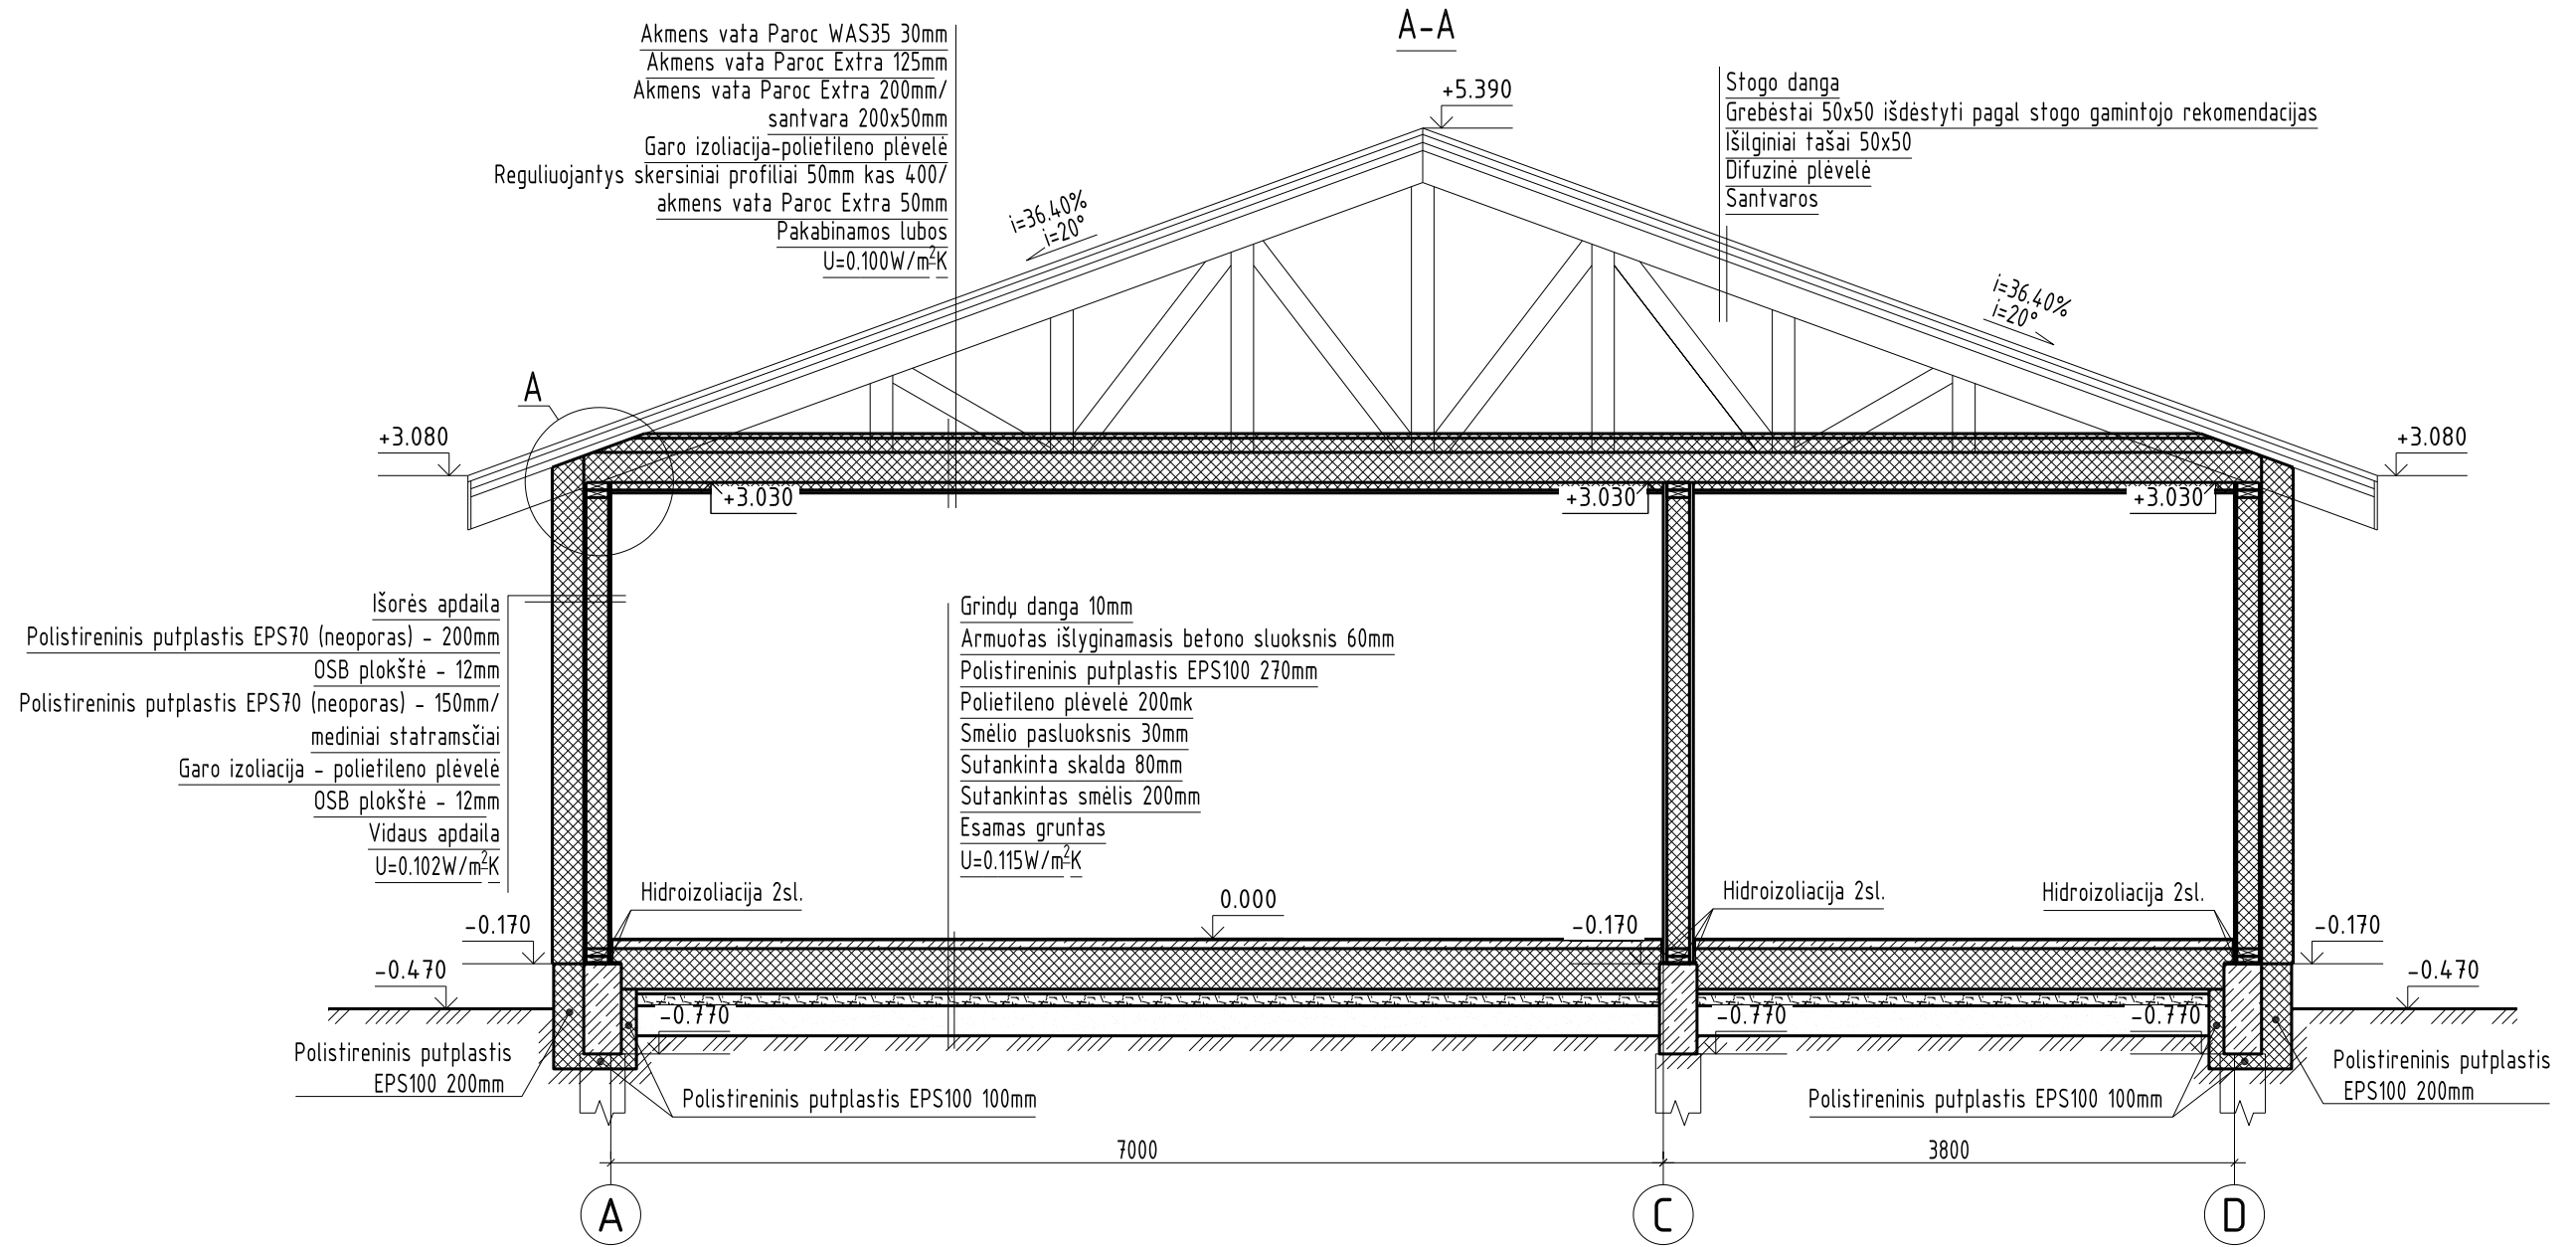 A-A
Akmens vata Paroc WAS35 30mm
Akmens vata Paroc Extra 125mm
Akmens vata Paroc Extra 200mm/
santvara 200x50mm
Garo izoliacija-polietileno plėvelė
Reguliuojantys skersiniai profiliai 50mm kas 400/
akmens vata Paroc Extra 50mm
Pakabinamos lubos
U=0.100W/m²K
+5.390
Stogo danga
Grebėstai 50x50 išdėstyti pagal stogo gamintojo rekomendacijas
Išilginiai tašai 50x50
Difuzinė plėvelė
Santvaros
i=36.40%
i=20°
i=36.40%
i=20°
A
+3.080
+3.080
+3.030
+3.030
+3.030
Išorės apdaila
Polistireninis putplastis EPS70 (neoporas) - 200mm
OSB plokštė - 12mm
Polistireninis putplastis EPS70 (neoporas) - 150mm/
mediniai statramsčiai
Garo izoliacija - polietileno plėvelė
OSB plokštė - 12mm
Vidaus apdaila
U=0.102W/m²K
Grindų danga 10mm
Armuotas išlyginamasis betono sluoksnis 60mm
Polistireninis putplastis EPS100 270mm
Polietileno plėvelė 200mk
Smėlio pasluoksnis 30mm
Sutankinta skalda 80mm
Sutankintas smėlis 200mm
Esamas gruntas
U=0.115W/m²K
Hidroizoliacija 2sl.
Hidroizoliacija 2sl.
Hidroizoliacija 2sl.
0.000
-0.170
-0.170
-0.170
-0.470
-0.470
-0.770
-0.770
-0.770
Polistireninis putplastis
EPS100 200mm
Polistireninis putplastis EPS100 100mm
Polistireninis putplastis EPS100 100mm
Polistireninis putplastis
EPS100 200mm
7000
3800
A
C
D